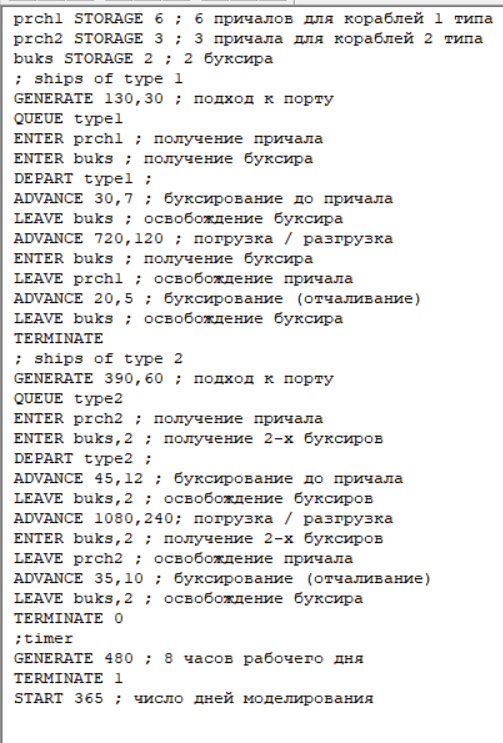 prch1 STORAGE 6 ; 6 причалов для кораблей 1 типа
prch2 STORAGE 3 ; 3 причала для кораблей 2 типа
buks STORAGE 2 ; 2 буксира
; ships of type 1
GENERATE 130,30 ; подход к порту
QUEUE type1
ENTER prch1 ; получение причала
ENTER buks ; получение буксира
DEPART type1 ;
ADVANCE 30,7 ; буксирование до причала
LEAVE buks ; освобождение буксира
ADVANCE 720,120 ; погрузка / разгрузка
ENTER buks ; получение буксира
LEAVE prch1 ; освобождение причала
ADVANCE 20,5 ; буксирование (отчаливание)
LEAVE buks ; освобождение буксира
TERMINATE
; ships of type 2
GENERATE 390,60 ; подход к порту
QUEUE type2
ENTER prch2 ; получение причала
ENTER buks,2 ; получение 2-х буксиров
DEPART type2 ;
ADVANCE 45,12 ; буксирование до причала
LEAVE buks,2 ; освобождение буксиров
ADVANCE 1080,240; погрузка / разгрузка
ENTER buks,2 ; получение 2-х буксиров
LEAVE prch2 ; освобождение причала
ADVANCE 35,10 ; буксирование (отчаливание)
LEAVE buks,2 ; освобождение буксира
TERMINATE 0
;timer
GENERATE 480 ; 8 часов рабочего дня
TERMINATE 1
START 365 ; число дней моделирования